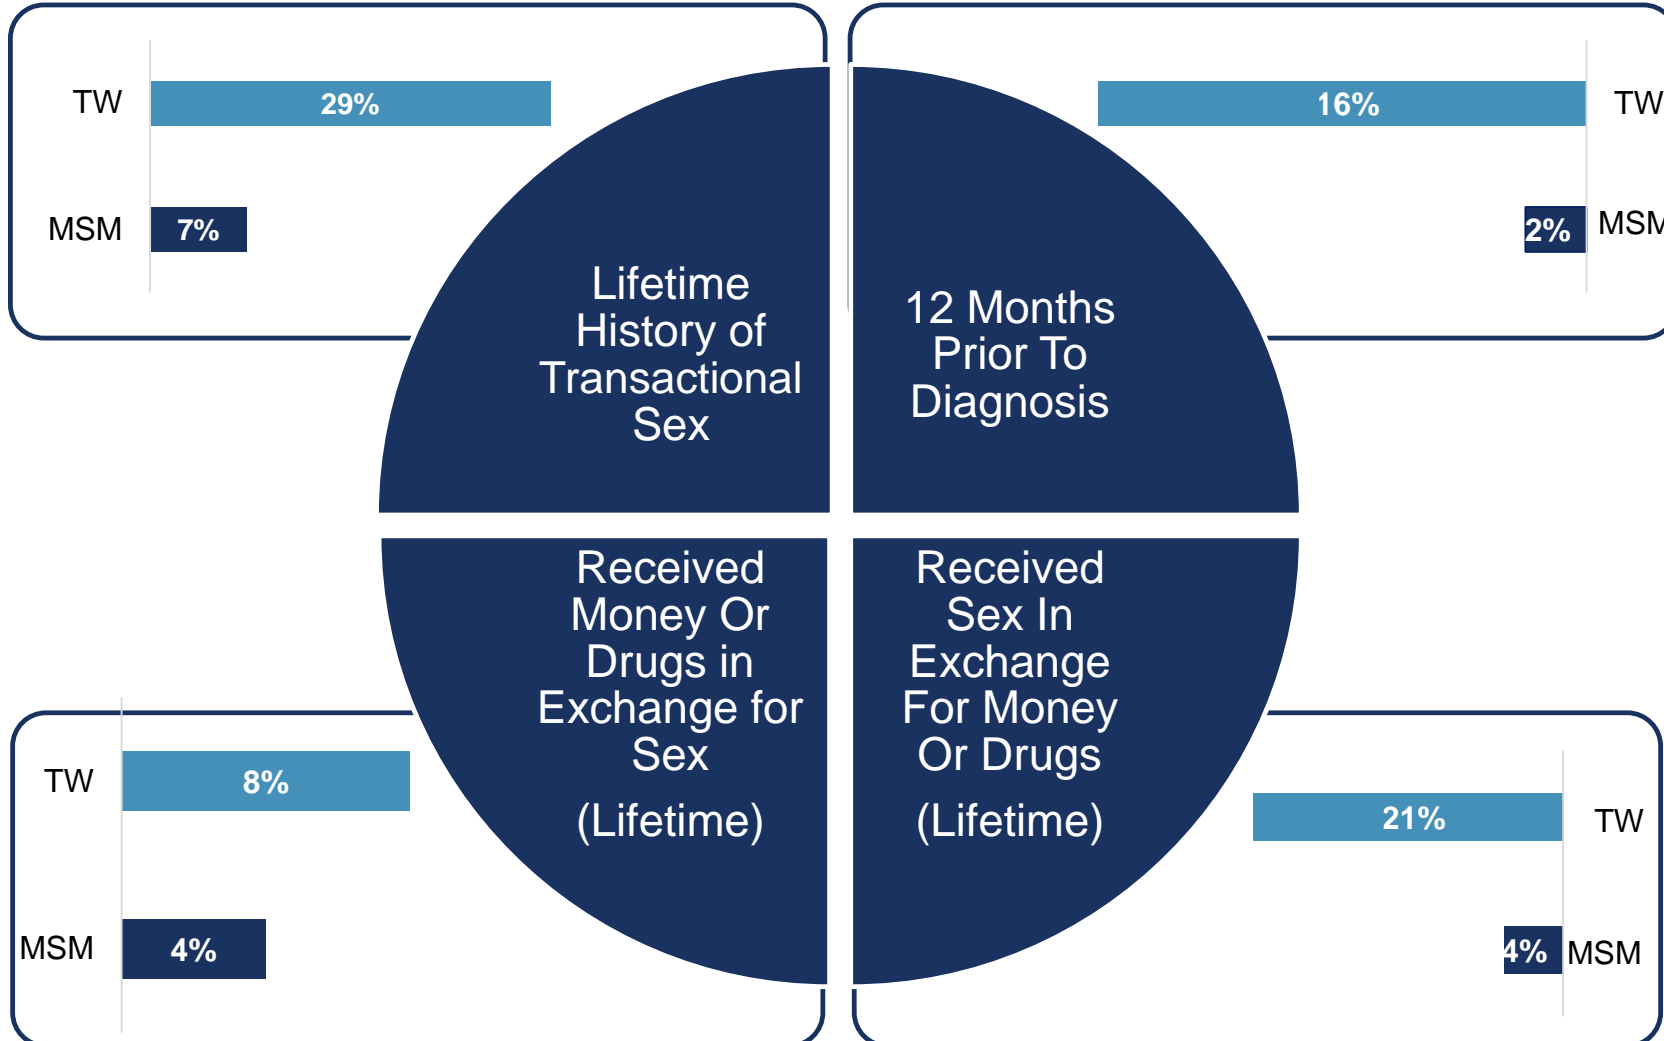 TW
29%
MSM
7%
Lifetime
History of
Transactional
Sex
16%
TW
2%
MSM
12 Months
Prior To
Diagnosis
TW
8%
MSM
4%
Received
Money Or
Drugs in
Exchange for
Sex
(Lifetime)
Received
Sex In
Exchange
For Money
Or Drugs
(Lifetime)
21%
TW
4%
MSM